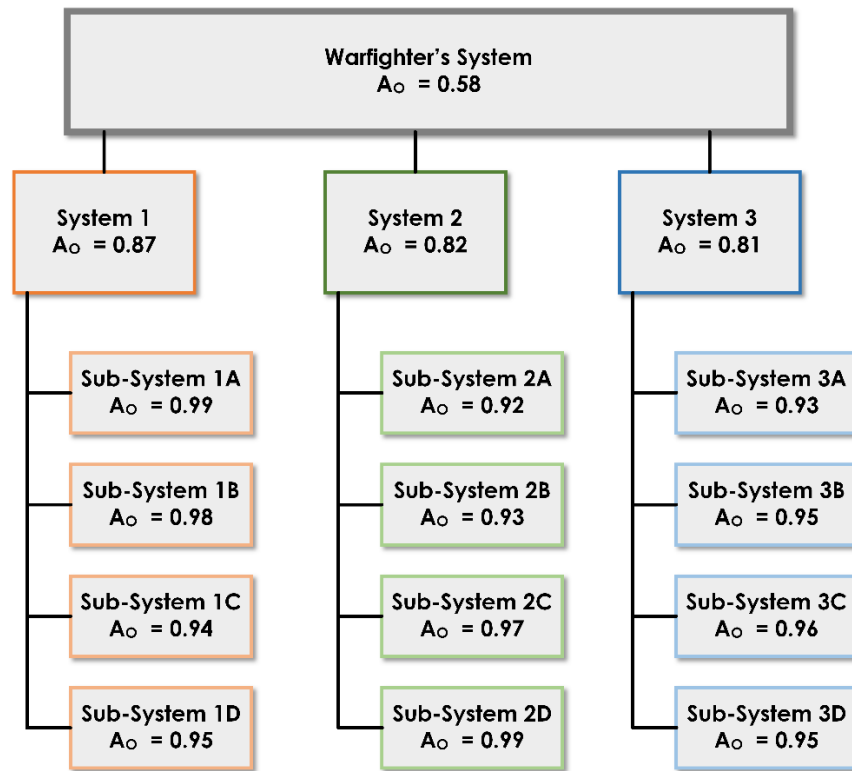 Warfighter’s System
Ao = 0.58
System 1
Ao = 0.87
System 2
Ao = 0.82
System 3
Ao = 0.81
Sub-System 1A
Ao = 0.99
Sub-System 2A
Ao = 0.92
Sub-System 3A
Ao = 0.93
Sub-System 1B
Ao = 0.98
Sub-System 2B
Ao = 0.93
Sub-System 3B
Ao = 0.95
Sub-System 1C
Ao = 0.94
Sub-System 2C
Ao = 0.97
Sub-System 3C
Ao = 0.96
Sub-System 1D
Ao = 0.95
Sub-System 2D
Ao = 0.99
Sub-System 3D
Ao = 0.95